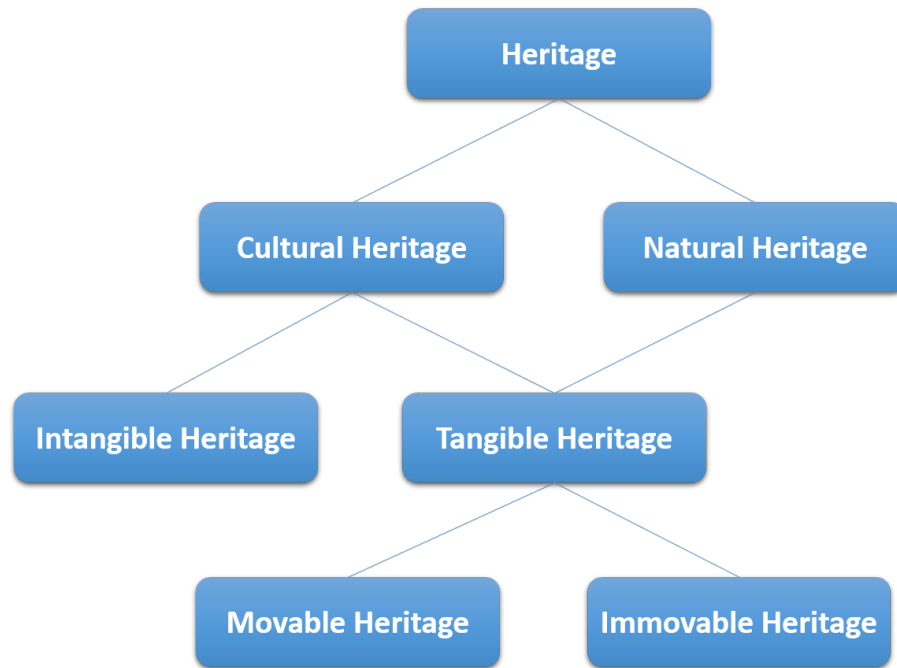 Heritage
Cultural Heritage
Natural Heritage
Intangible Heritage
Tangible Heritage
Movable Heritage
Immovable Heritage